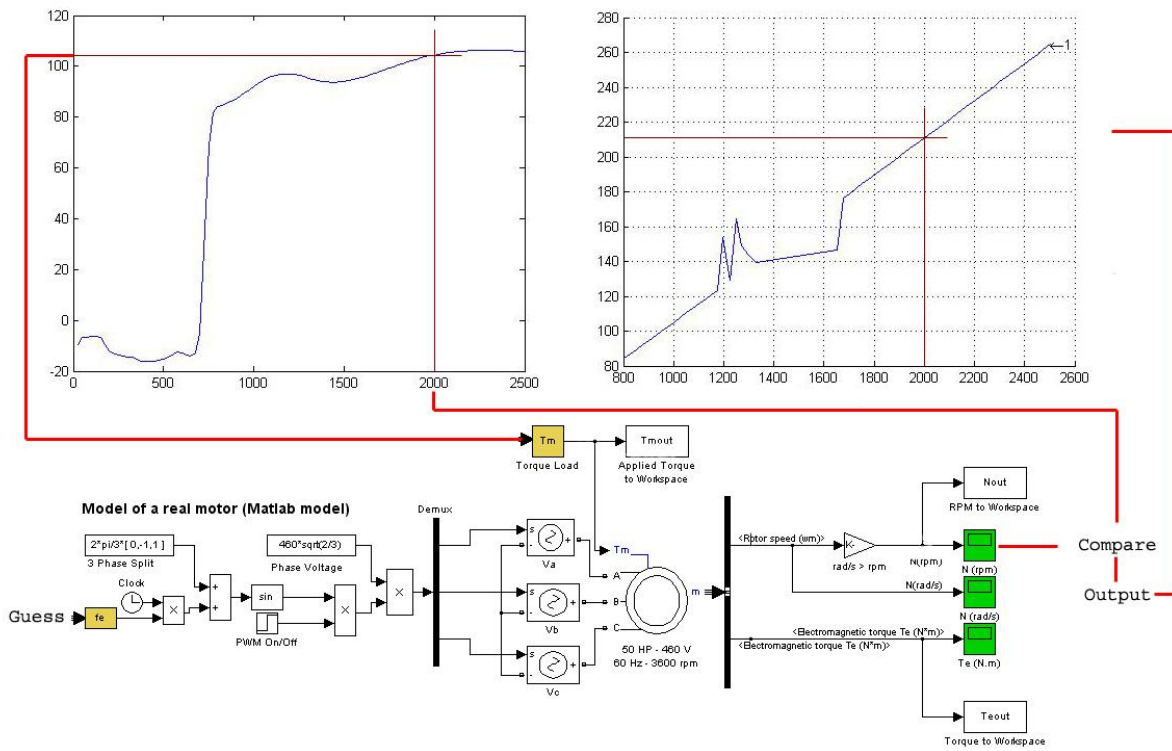 120
100
80
60
40
20
0
-20
0
500
1000
1500
2000
2500
280
260
240
220
200
180
160
140
120
100
80
800
1000
1200
1400
1600
1800
2000
2200
2400
2600
←1
Tm
Torque Load
Tmout
Applied Torque
to Workspace
Model of a real motor (Matlab model)
2*pi/3*[0,-1,1]
3 Phase Split
460*sqrt(2/3)
Phase Voltage
Clock
Guess
fe
×
+
+
sin
PWM On/Off
×
×
Demux
s
+
-
Va
s
+
-
Vb
s
+
-
Vc
Tm
A
B
C
m
50 HP - 460 V
60 Hz - 3600 rpm
<Rotor speed (wm)>
K-
rad/s > rpm
N(rpm)
Nout
RPM to Workspace
N (rpm)
N(rad/s)
N (rad/s)
<Electromagnetic torque Te (N*m)>
<Electromagnetic torque Te (N*m)>
Te (N.m)
Teout
Torque to Workspace
Compare
Output